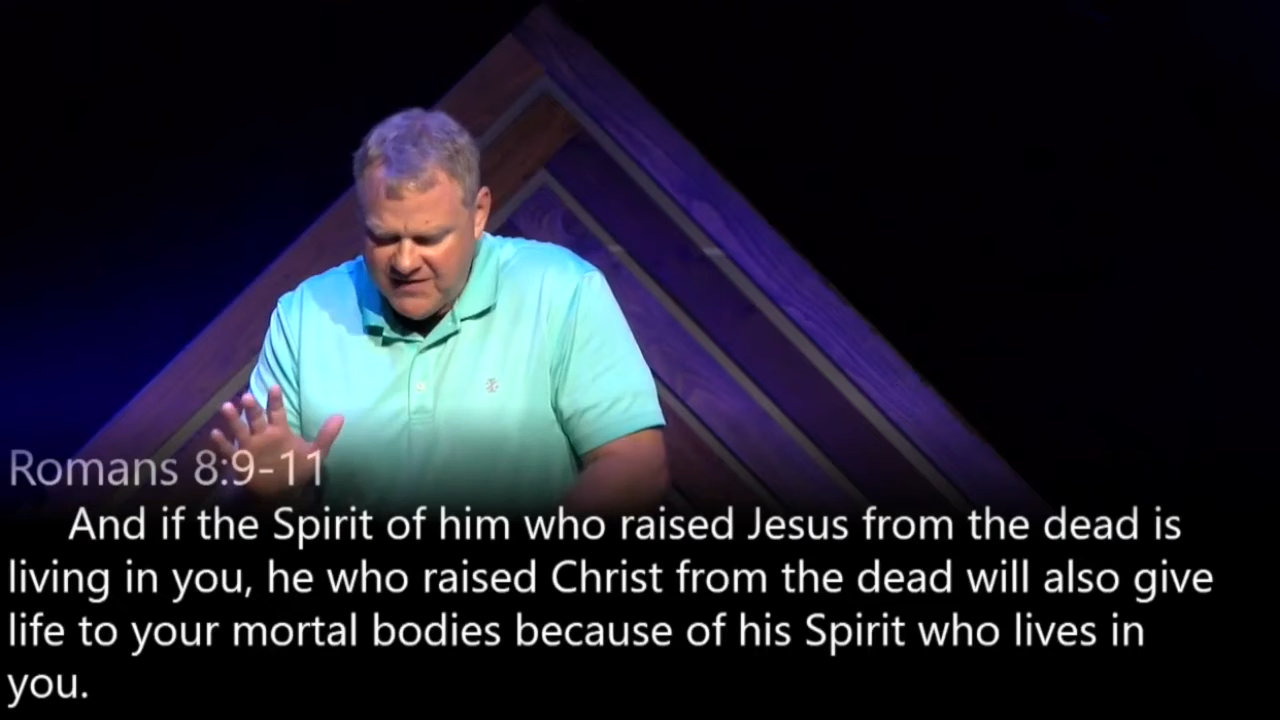 Romans 8:9-11
And if the Spirit of him who raised Jesus from the dead is
living in you, he who raised Christ from the dead will also give
life to your mortal bodies because of his Spirit who lives in
you.